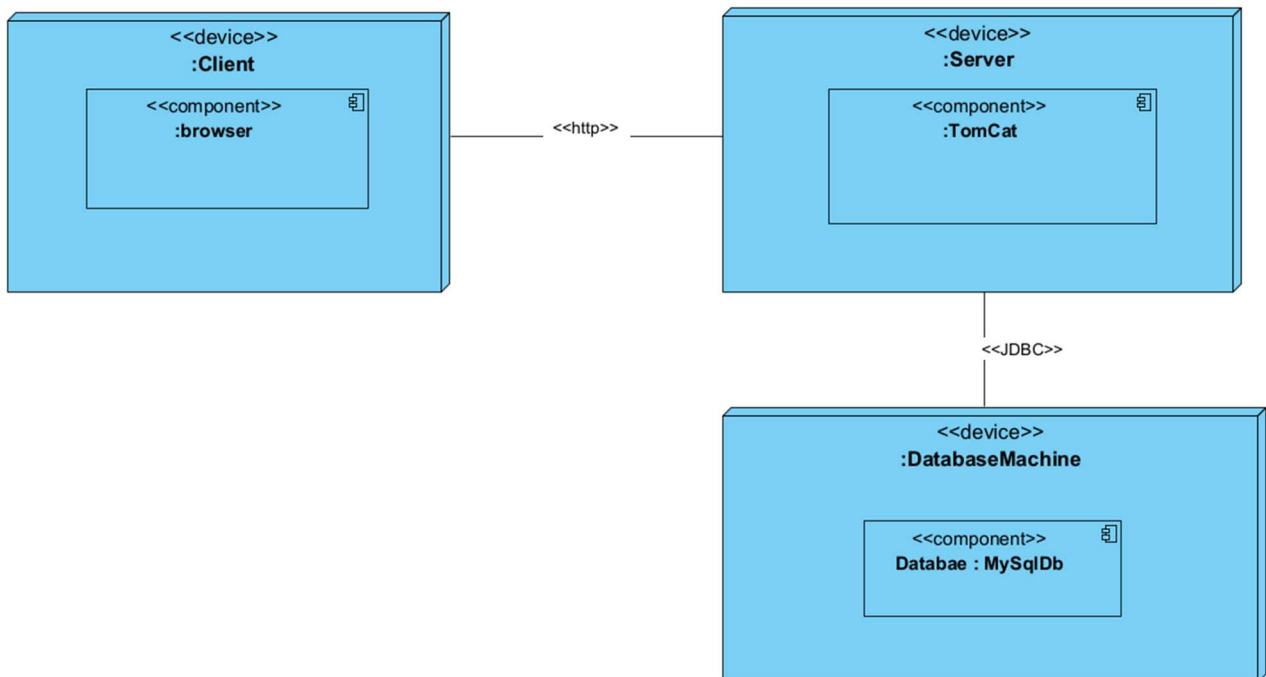 <<device>>
:Client
<<component>>
:browser
<<http>>
<<device>>
:Server
<<component>>
:TomCat
<<JDBC>>
<<device>>
:DatabaseMachine
<<component>>
Databae : MySqlDb